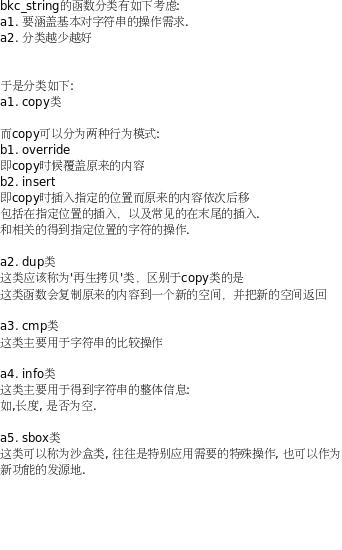 bkc_string的函数分类有如下考虑:
a1. 要涵盖基本对字符串的操作需求.
a2. 分类越少越好
于是分类如下:
a1. copy类
而copy可以分为两种行为模式:
b1. override
即copy时候覆盖原来的内容
b2. insert
即copy时插入指定的位置而原来的内容依次后移
包括在指定位置的插入，以及常见的在末尾的插入.
和相关的得到指定位置的字符的操作.
a2. dup类
这类应该称为'再生拷贝'类，区别于copy类的是
这类函数会复制原来的内容到一个新的空间，并把新的空间返回
a3. cmp类
这类主要用于字符串的比较操作
a4. info类
这类主要用于得到字符串的整体信息:
如,长度, 是否为空.
a5. sbox类
这类可以称为沙盒类, 往往是特别应用需要的特殊操作, 也可以作为
新功能的发源地.